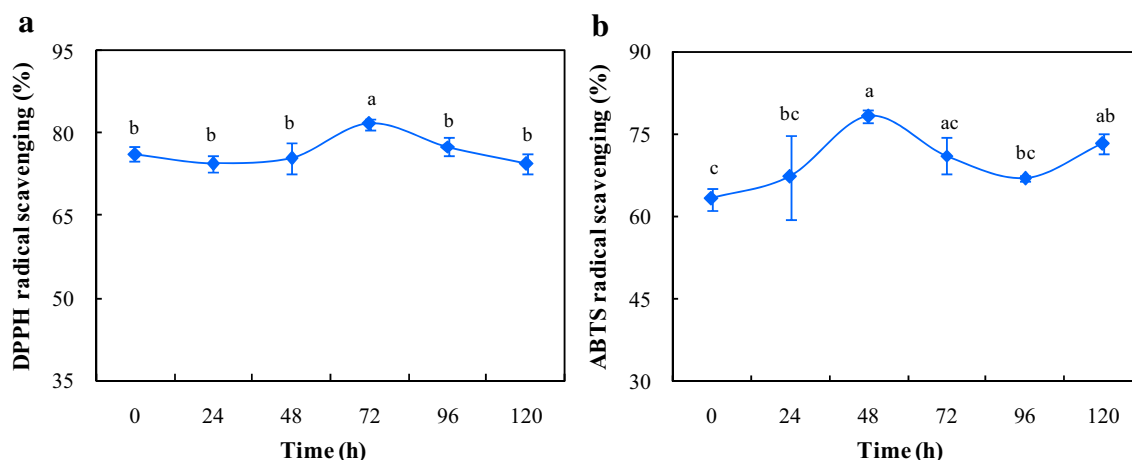 a
DPPH radical scavenging (%)
95
80
65
50
35
b
b
b
a
b
b
0 24 48 72 96 120
Time (h)
b
ABTS radical scavenging (%)
90
75
60
45
30
c
bc
a
ac
bc
ab
0 24 48 72 96 120
Time (h)